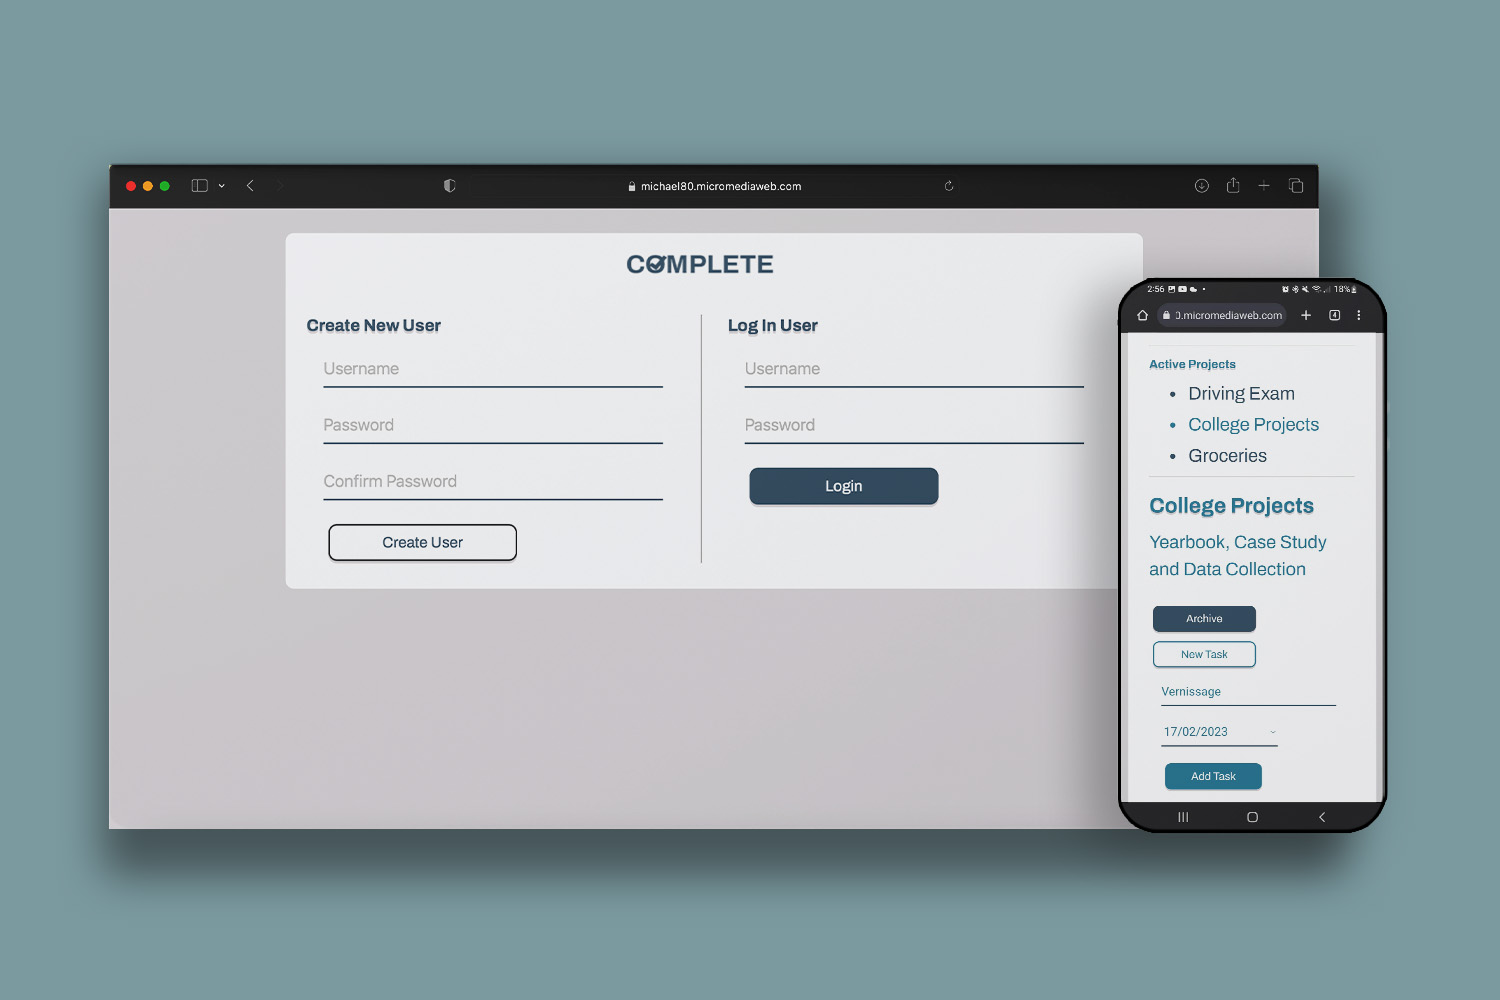 michael80.micromediaweb.com
COMPLETE
Create New User
Username
Password
Confirm Password
Create User
Log In User
Username
Password
Login
2:56
18%
0.micromediaweb.com
4
Active Projects
Driving Exam
College Projects
Groceries
College Projects
Yearbook, Case Study
and Data Collection
Archive
New Task
Vernissage
17/02/2023
Add Task